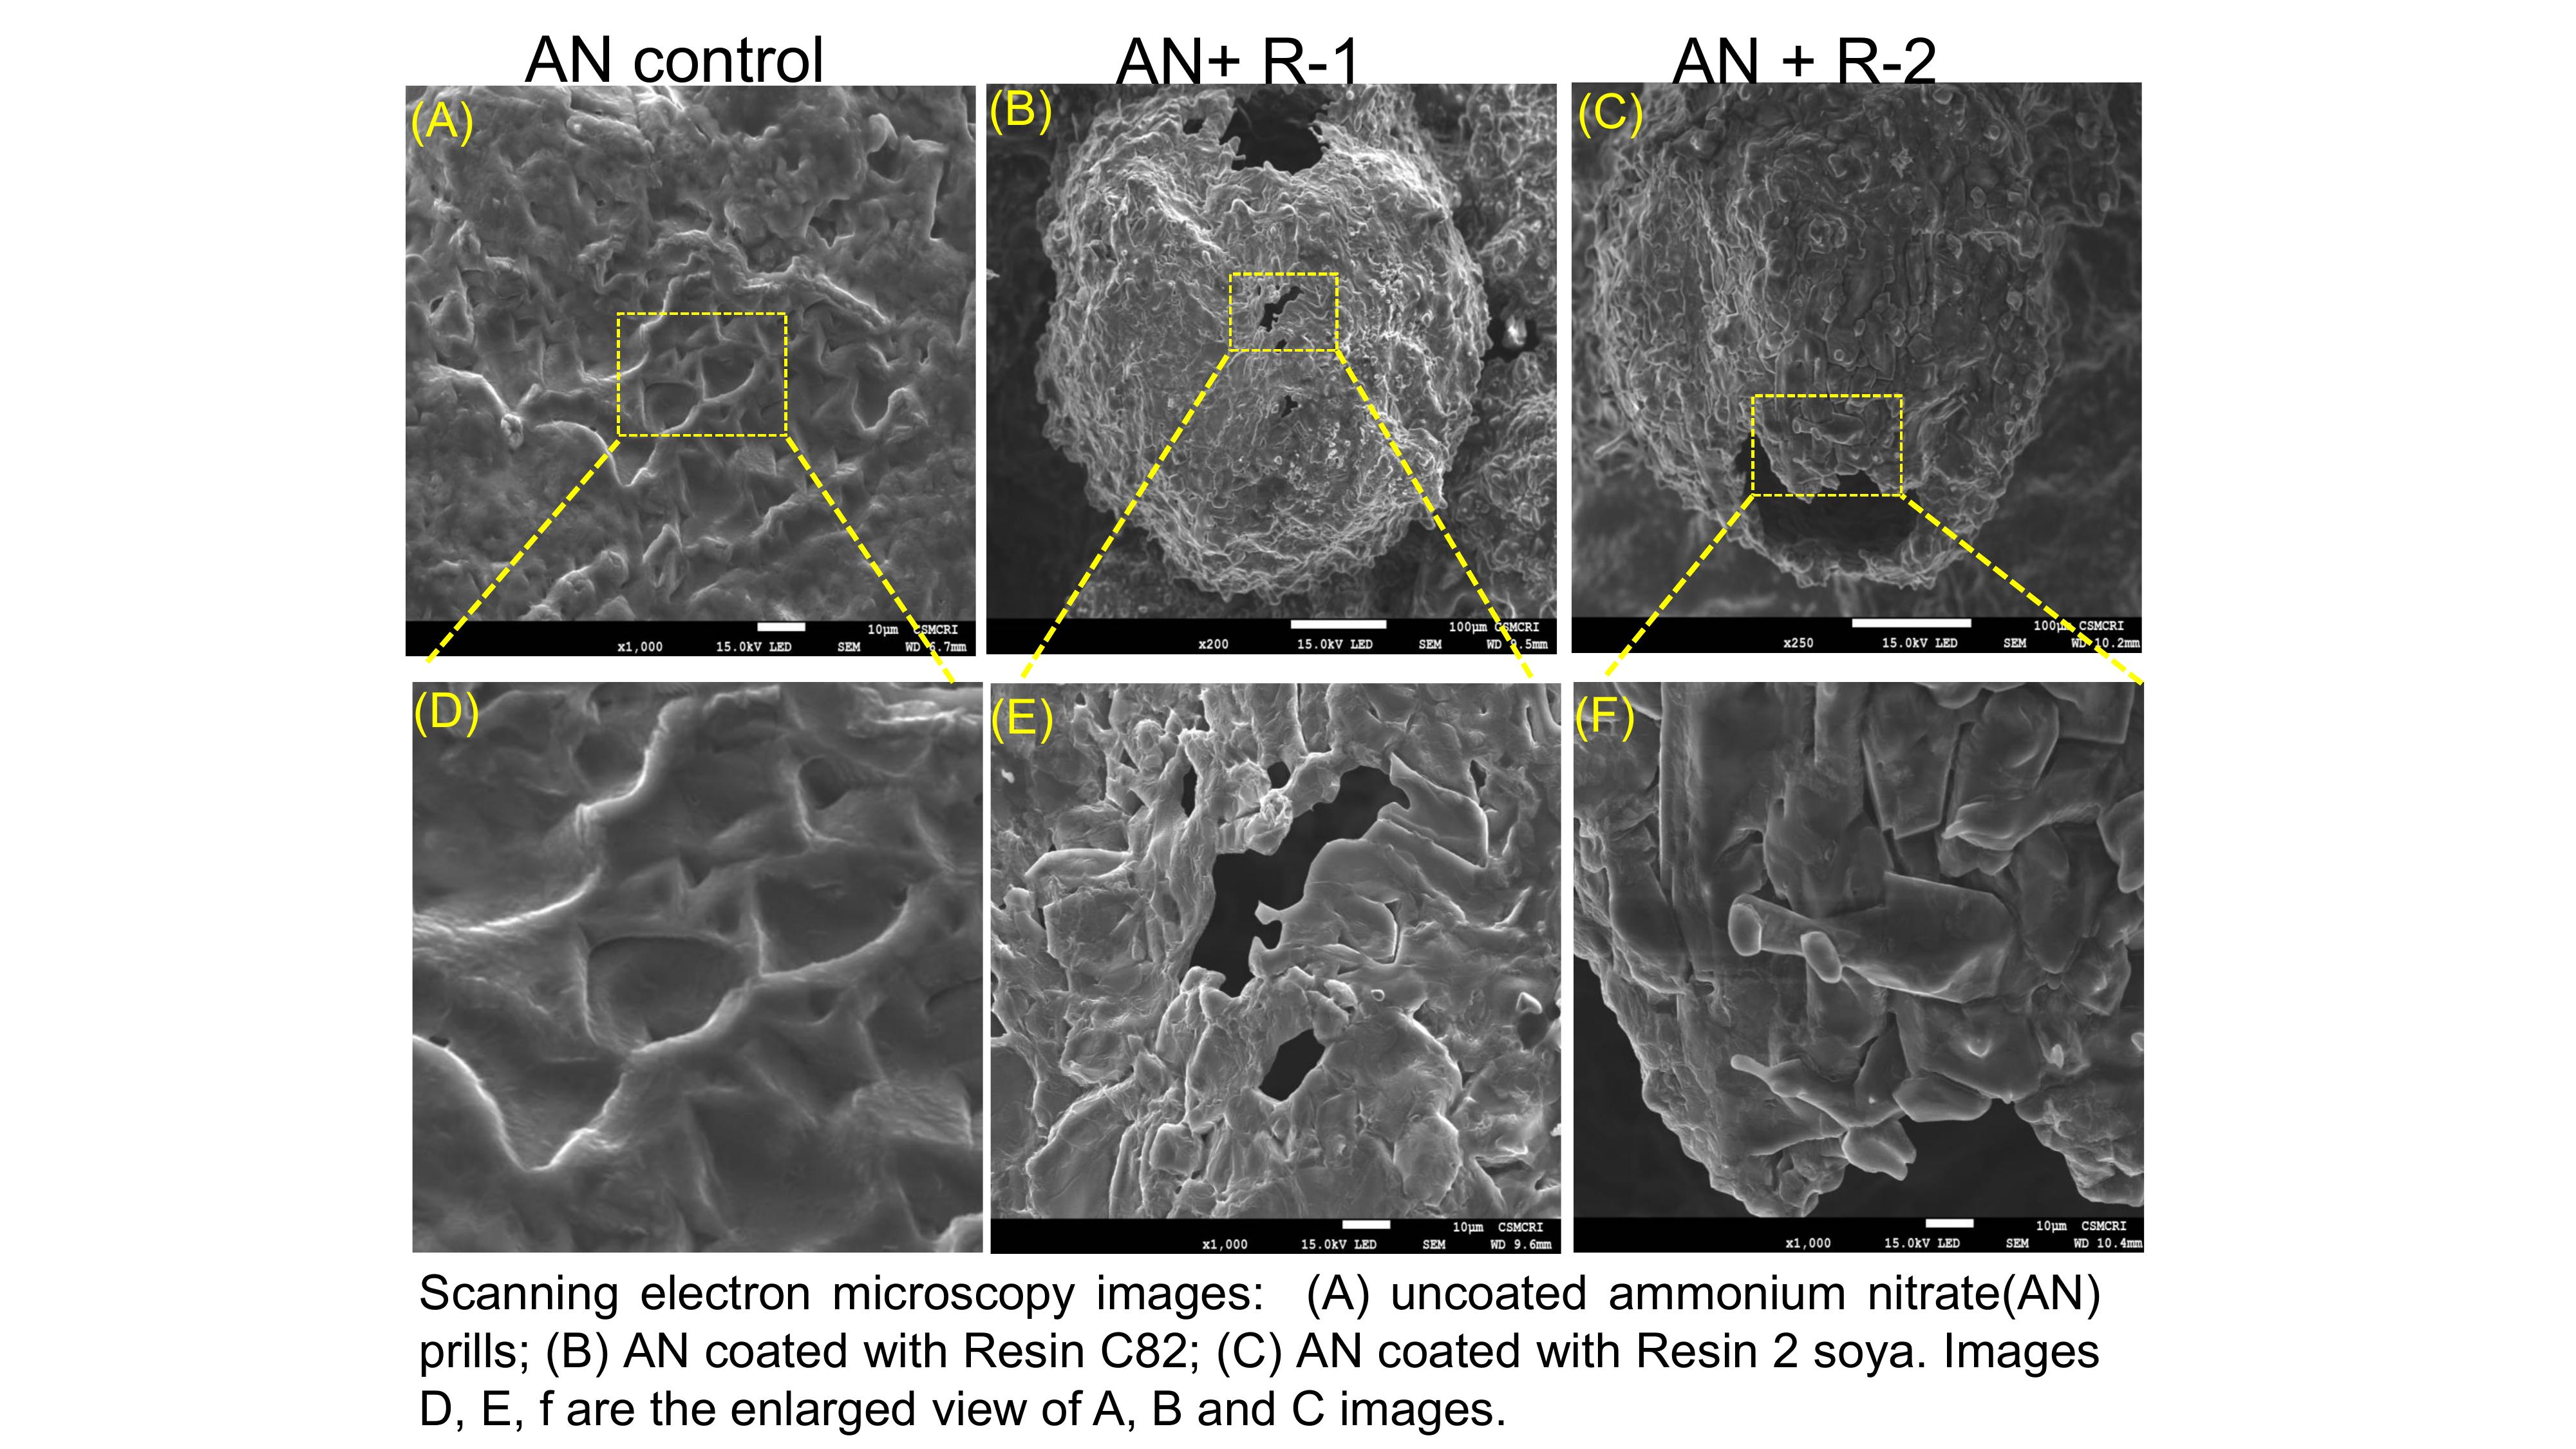 AN control
AN+ R-1
AN + R-2
(A)
(B)
(C)
10µm CSMCRI
x1,000 15.0kV LED SEM WD 6.7mm
100µm CSMCRI
x200 15.0kV LED SEM WD 9.5mm
100µm CSMCRI
x250 15.0kV LED SEM WD 10.2mm
(D)
(E)
(F)
10µm CSMCRI
x1,000 15.0kV LED SEM WD 9.6mm
10µm CSMCRI
x1,000 15.0kV LED SEM WD 10.4mm
Scanning electron microscopy images: (A) uncoated ammonium nitrate(AN)
prills; (B) AN coated with Resin C82; (C) AN coated with Resin 2 soya. Images
D, E, f are the enlarged view of A, B and C images.